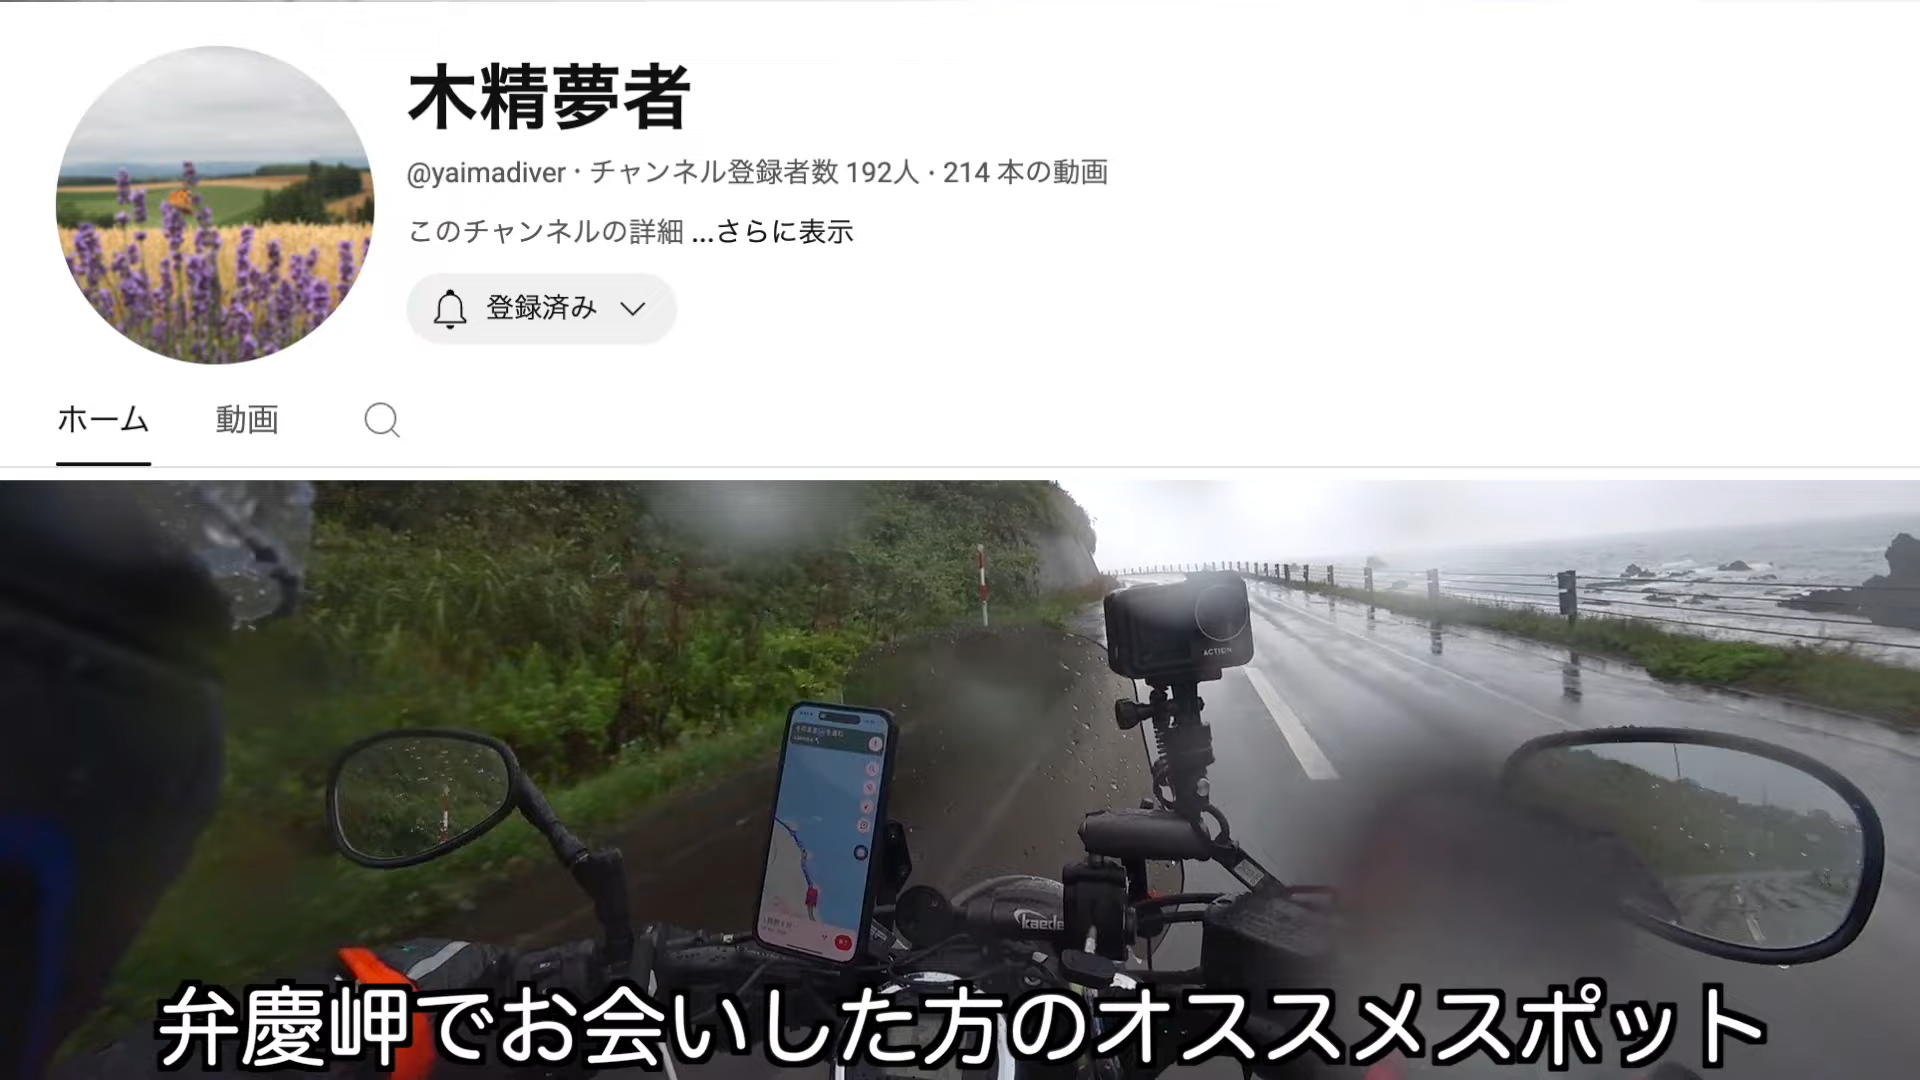 木精夢者
@yaimadiver · チャンネル登録者数 192人 · 214 本の動画
このチャンネルの詳細 ...さらに表示
登録済み
ホーム 動画
ACTION
kaede
弁慶岬でお会いした方のオススメスポット